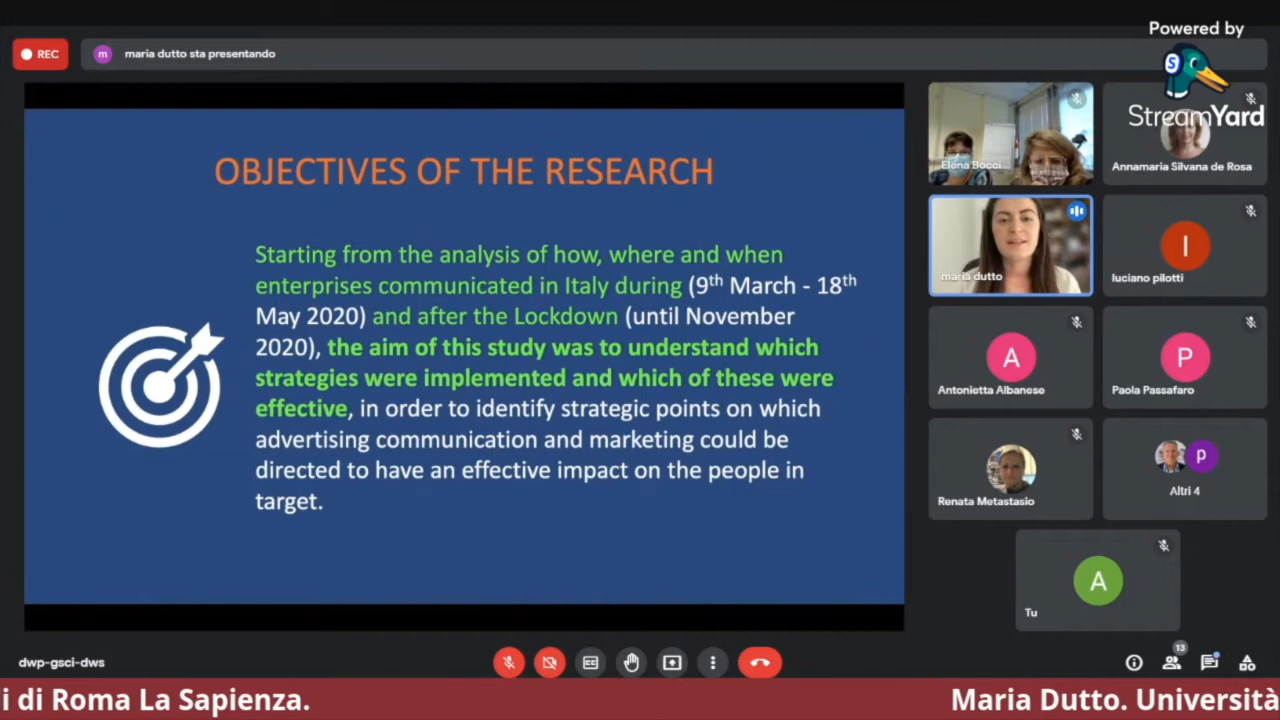 Powered by
StreamYard
REC
m
maria dutto sta presentando
OBJECTIVES OF THE RESEARCH
Starting from the analysis of how, where and when
enterprises communicated in Italy during (9th March - 18th
May 2020) and after the Lockdown (until November
2020), the aim of this study was to understand which
strategies were implemented and which of these were
effective, in order to identify strategic points on which
advertising communication and marketing could be
directed to have an effective impact on the people in
target.
Elena Bocci
Annamaria Silvana de Rosa
maria dutto
I
luciano pilotti
A
Antonietta Albanese
P
Paola Passafaro
Renata Metastasio
p
Altri 4
A
Tu
dwp-gsci-dws
13
i di Roma La Sapienza.
Maria Dutto. Università